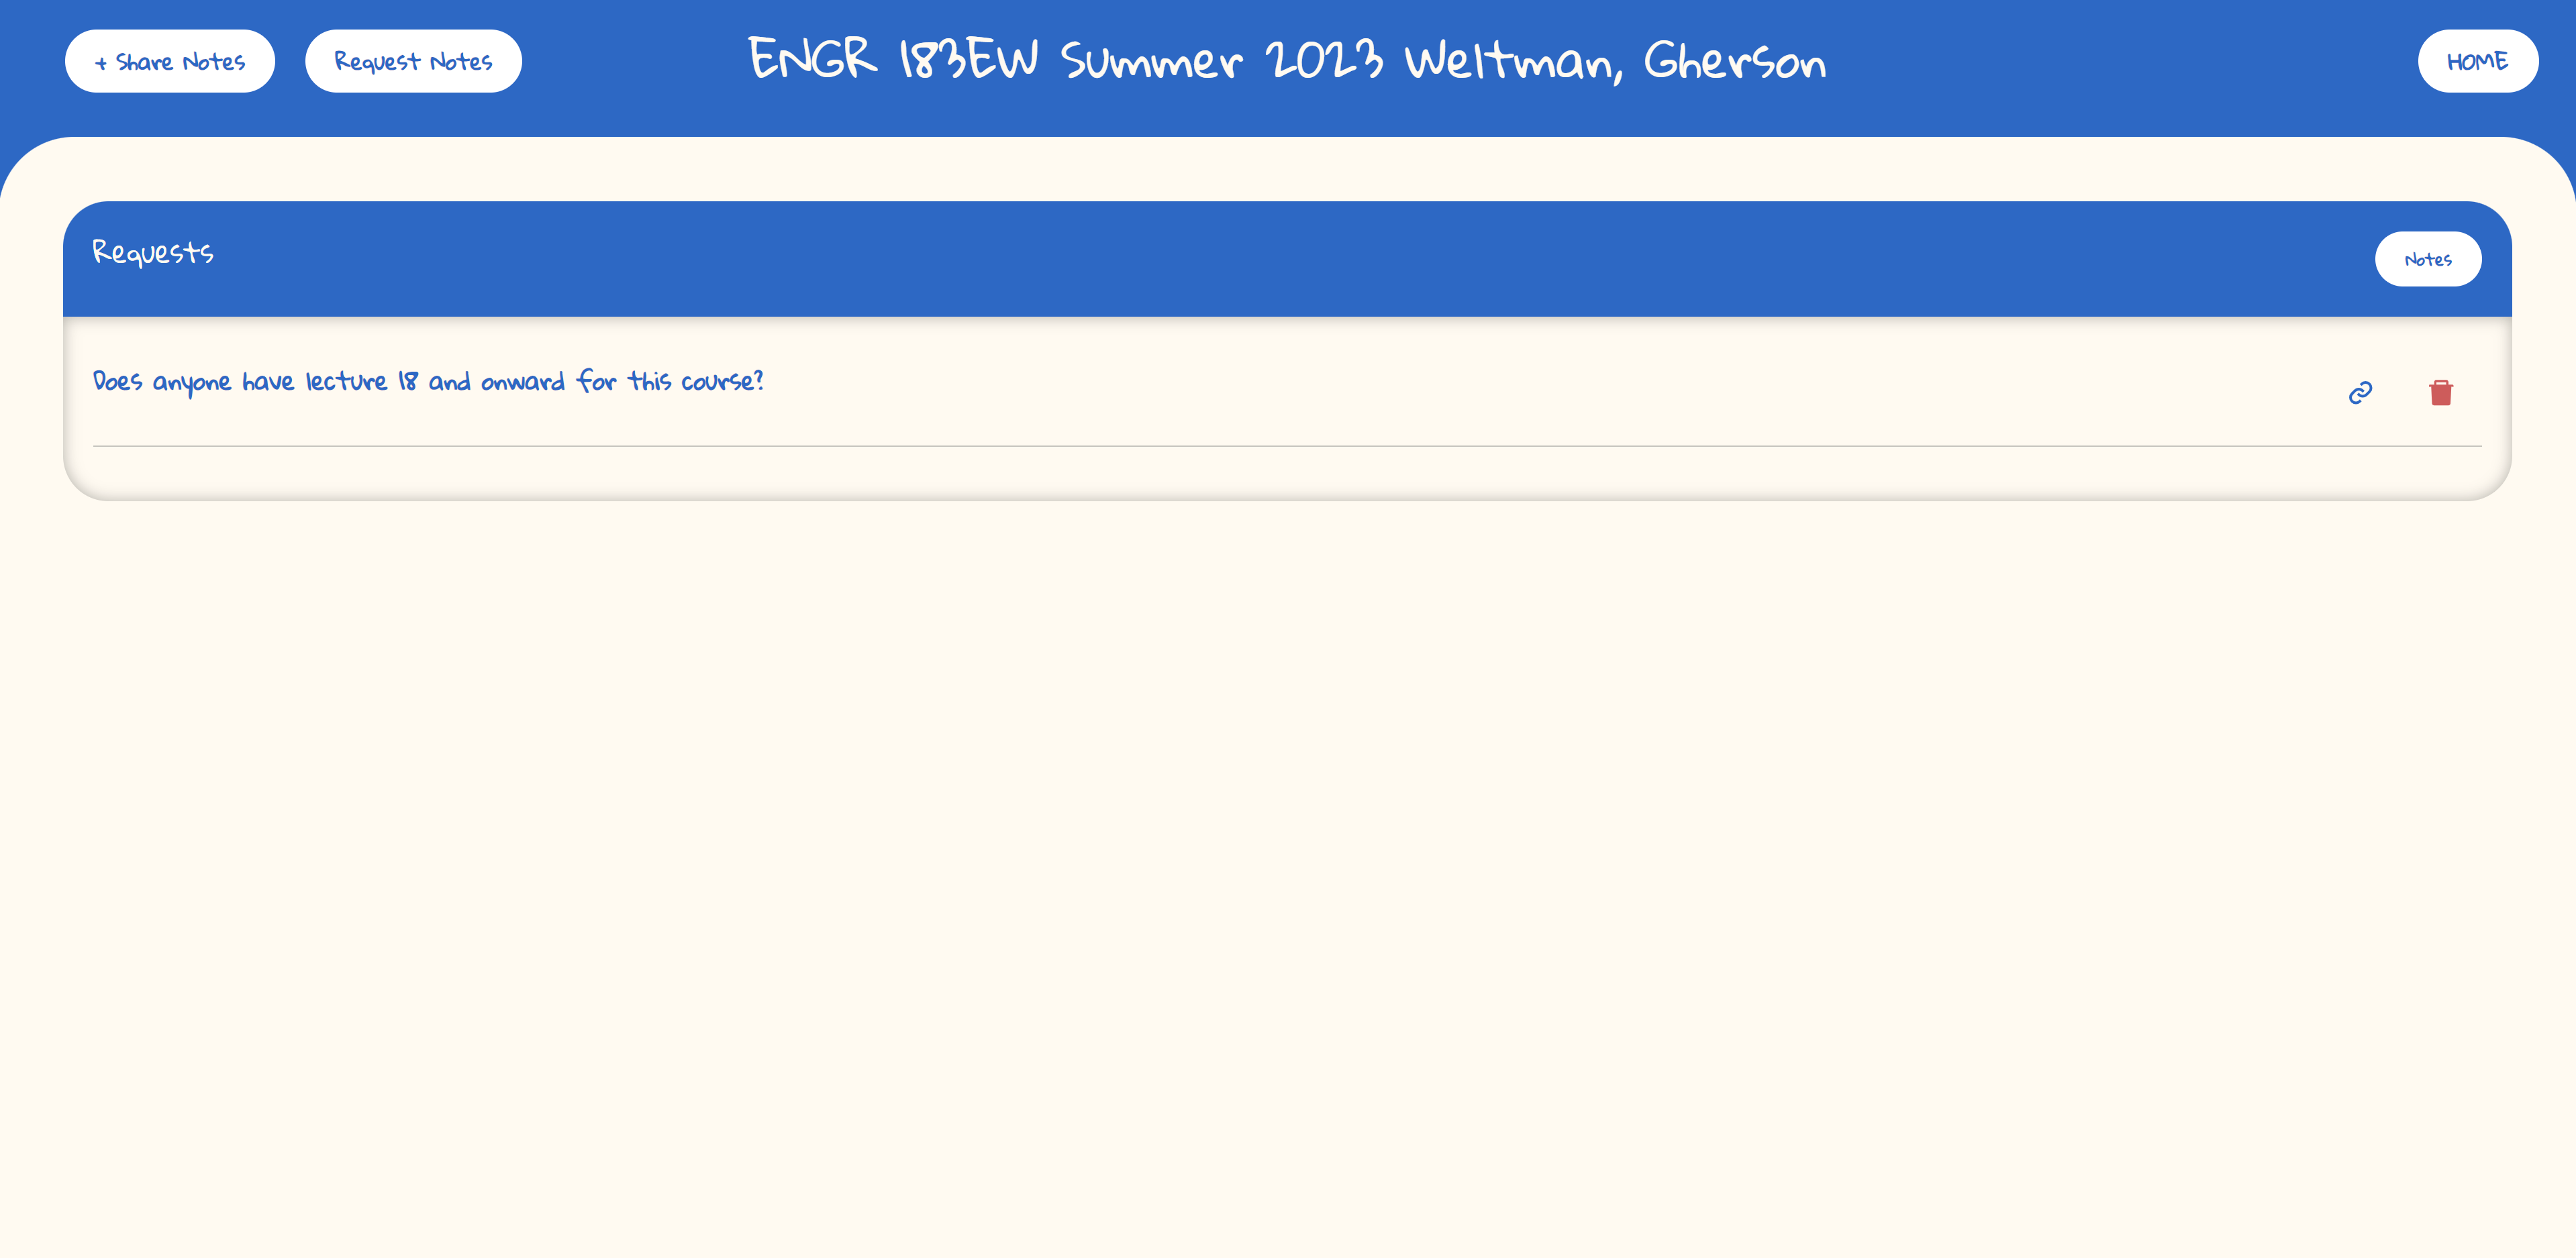 + Share Notes
Request Notes
ENGR 183EW Summer 2023 Weltman, Gherson
HOME
Requests
Notes
Does anyone have lecture 18 and onward for this course?